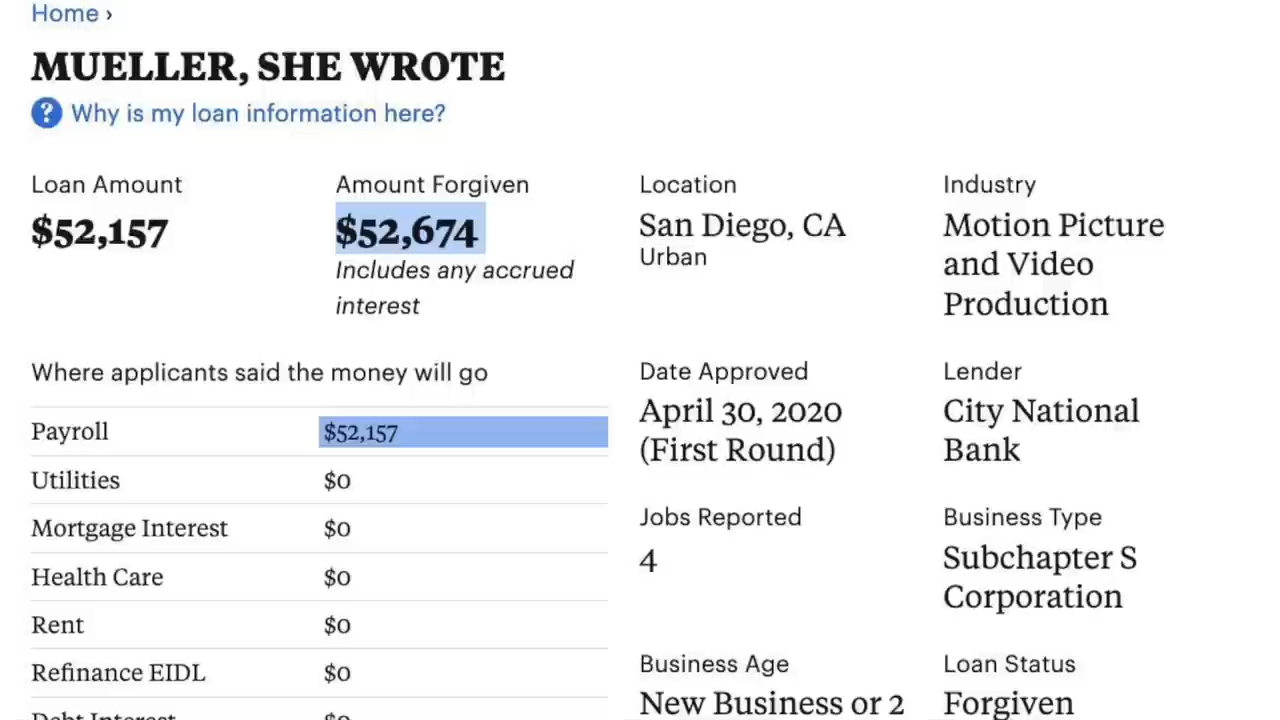 Home ›
MUELLER, SHE WROTE
? Why is my loan information here?
Loan Amount
$52,157
Amount Forgiven
$52,674
Includes any accrued
interest
Location
San Diego, CA
Urban
Industry
Motion Picture
and Video
Production
Where applicants said the money will go
Payroll $52,157
Utilities $0
Mortgage Interest $0
Health Care $0
Rent $0
Refinance EIDL $0
Debt Interest $0
Date Approved
April 30, 2020
(First Round)
Lender
City National
Bank
Jobs Reported
4
Business Type
Subchapter S
Corporation
Business Age
New Business or 2
Loan Status
Forgiven